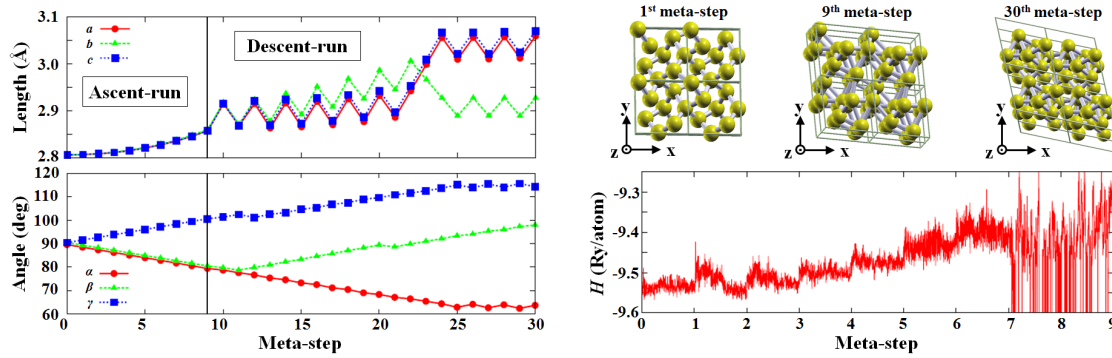 3.1
3.0
2.9
2.8
Length (Å)
a
b
c
Descent-run
Ascent-run
120
110
100
90
80
70
60
Angle (deg)
α
β
γ
0 5 10 15 20 25 30
Meta-step
1st meta-step
9th meta-step
30th meta-step
y
z x
y
z x
y
z x
-9.3
-9.4
-9.5
-9.6
H (Ry/atom)
0 1 2 3 4 5 6 7 8 9
Meta-step